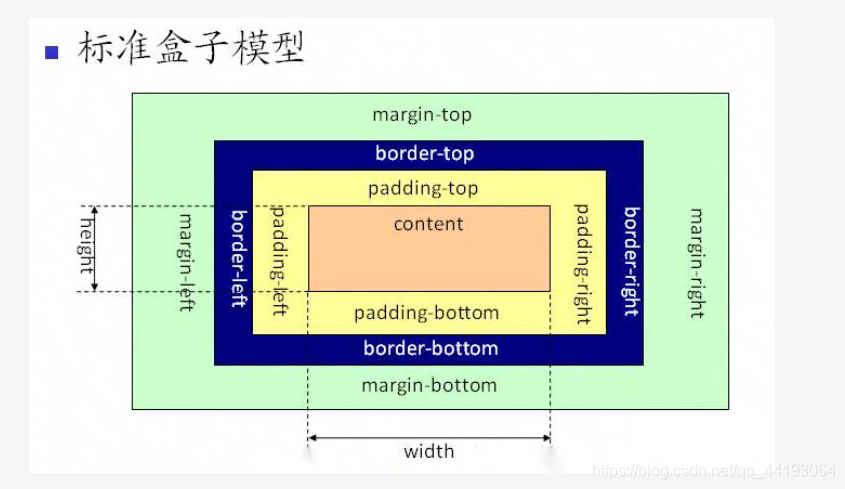 标准盒子模型
margin-top
border-top
padding-top
content
height
margin-left
border-left
padding-left
padding-right
border-right
margin-right
padding-bottom
border-bottom
margin-bottom
width
https://blog.csdn.net/qq_44193064